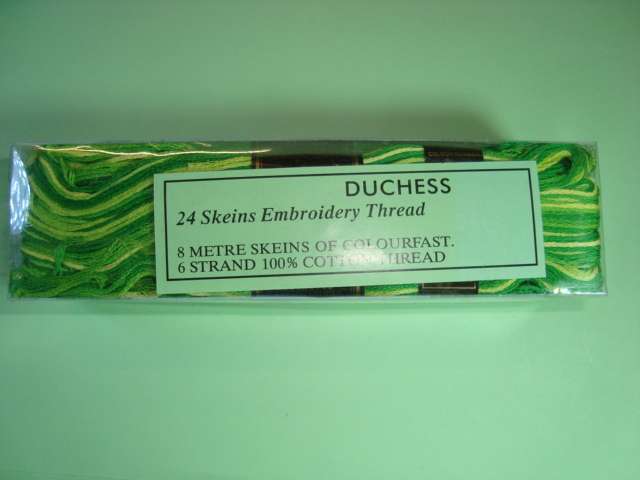 DUCHESS
24 Skeins Embroidery Thread
8 METRE SKEINS OF COLOURFAST.
6 STRAND 100% COTTON THREAD